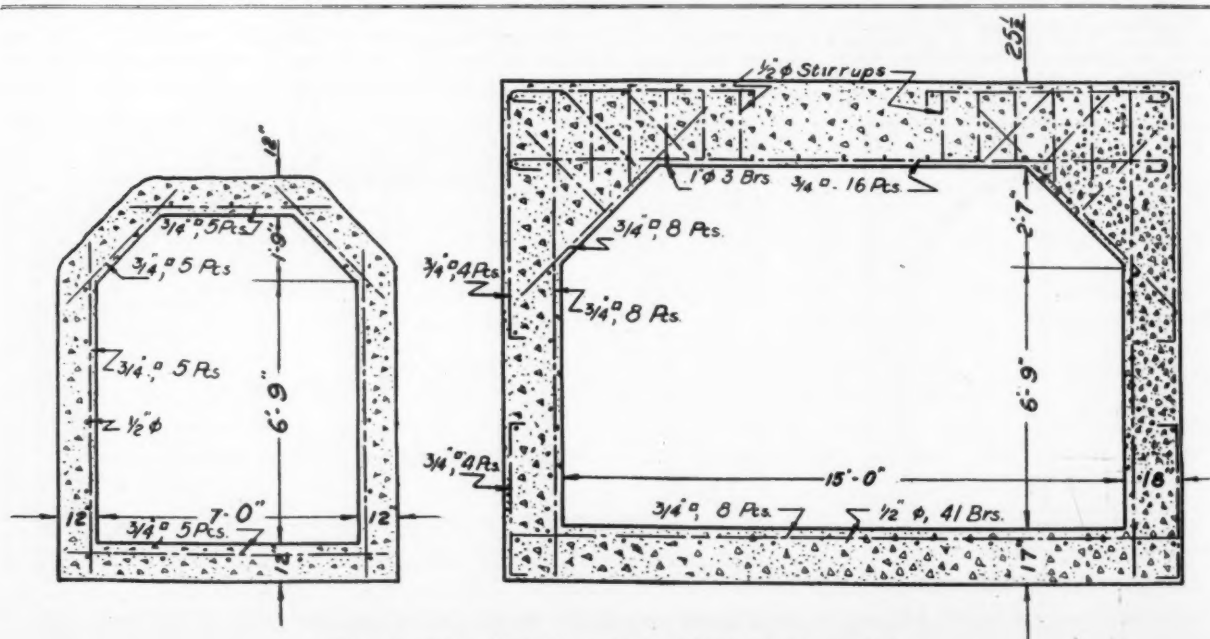 12"
3/4"⌑, 5 Pcs.
1'-9"
3/4", ⌑ 5 Pcs.
3/4", ⌑ 5 Pcs
6'-9"
1/2" φ
12"
7'-0"
12"
3/4"⌑, 5 Pcs.
12"
25½"
1/2" φ Stirrups
1" φ 3 Brs.
3/4 ⌑ - 16 Pcs.
2'-7"
3/4"⌑, 8 Pcs.
3/4"⌑, 4 Pcs.
3/4"⌑, 8 Pcs.
6'-9"
3/4"⌑, 4 Pcs.
15'-0"
18"
3/4"⌑, 8 Pcs.
1/2" φ, 41 Brs.
17"